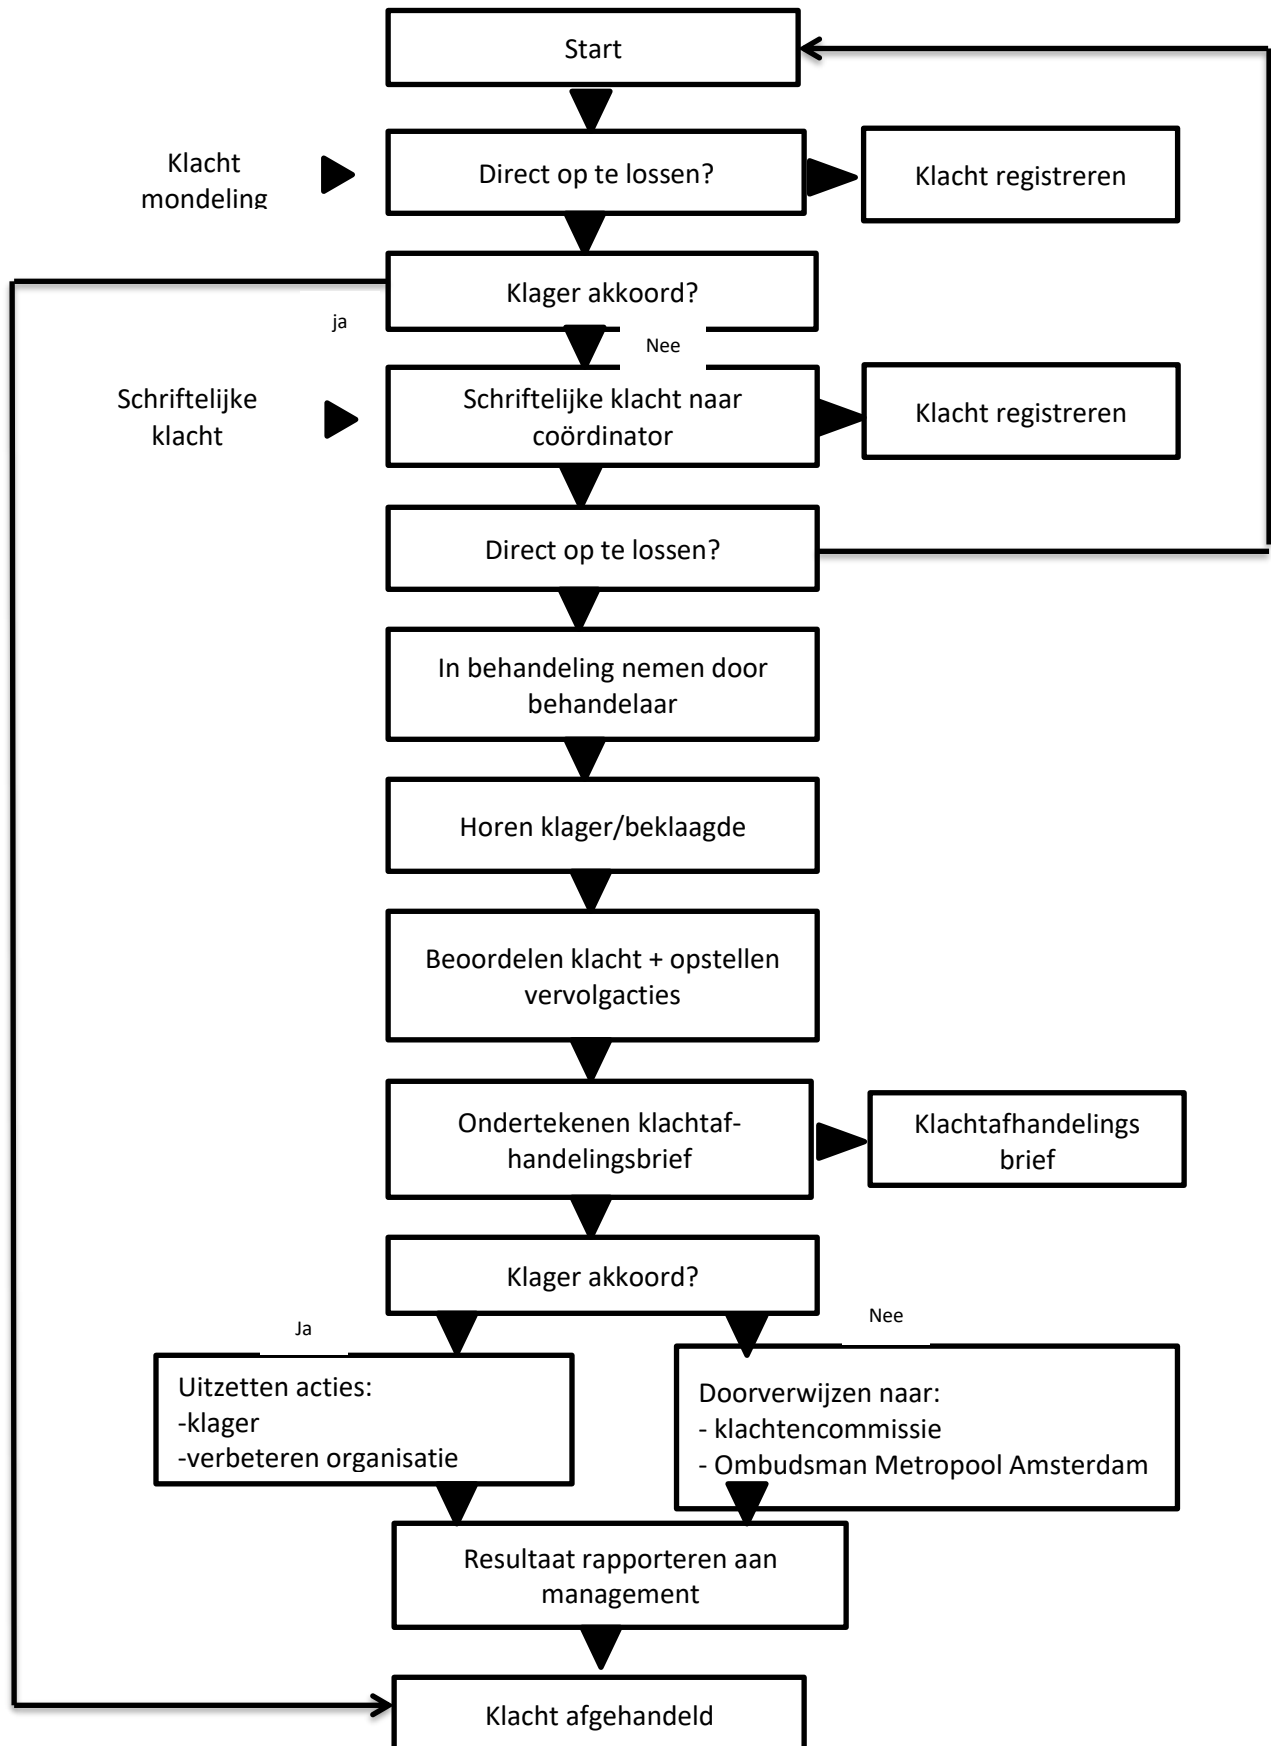 Start
Klacht
mondeling
Direct op te lossen?
Klacht registreren
Klager akkoord?
ja
Nee
Schriftelijke
klacht
Schriftelijke klacht naar
coördinator
Klacht registreren
Direct op te lossen?
In behandeling nemen door
behandelaar
Horen klager/beklaagde
Beoordelen klacht + opstellen
vervolgacties
Ondertekenen klachtaf-
handelingsbrief
Klachtafhandelings
brief
Klager akkoord?
Ja
Nee
Uitzetten acties:
-klager
-verbeteren organisatie
Doorverwijzen naar:
- klachtencommissie
- Ombudsman Metropool Amsterdam
Resultaat rapporteren aan
management
Klacht afgehandeld